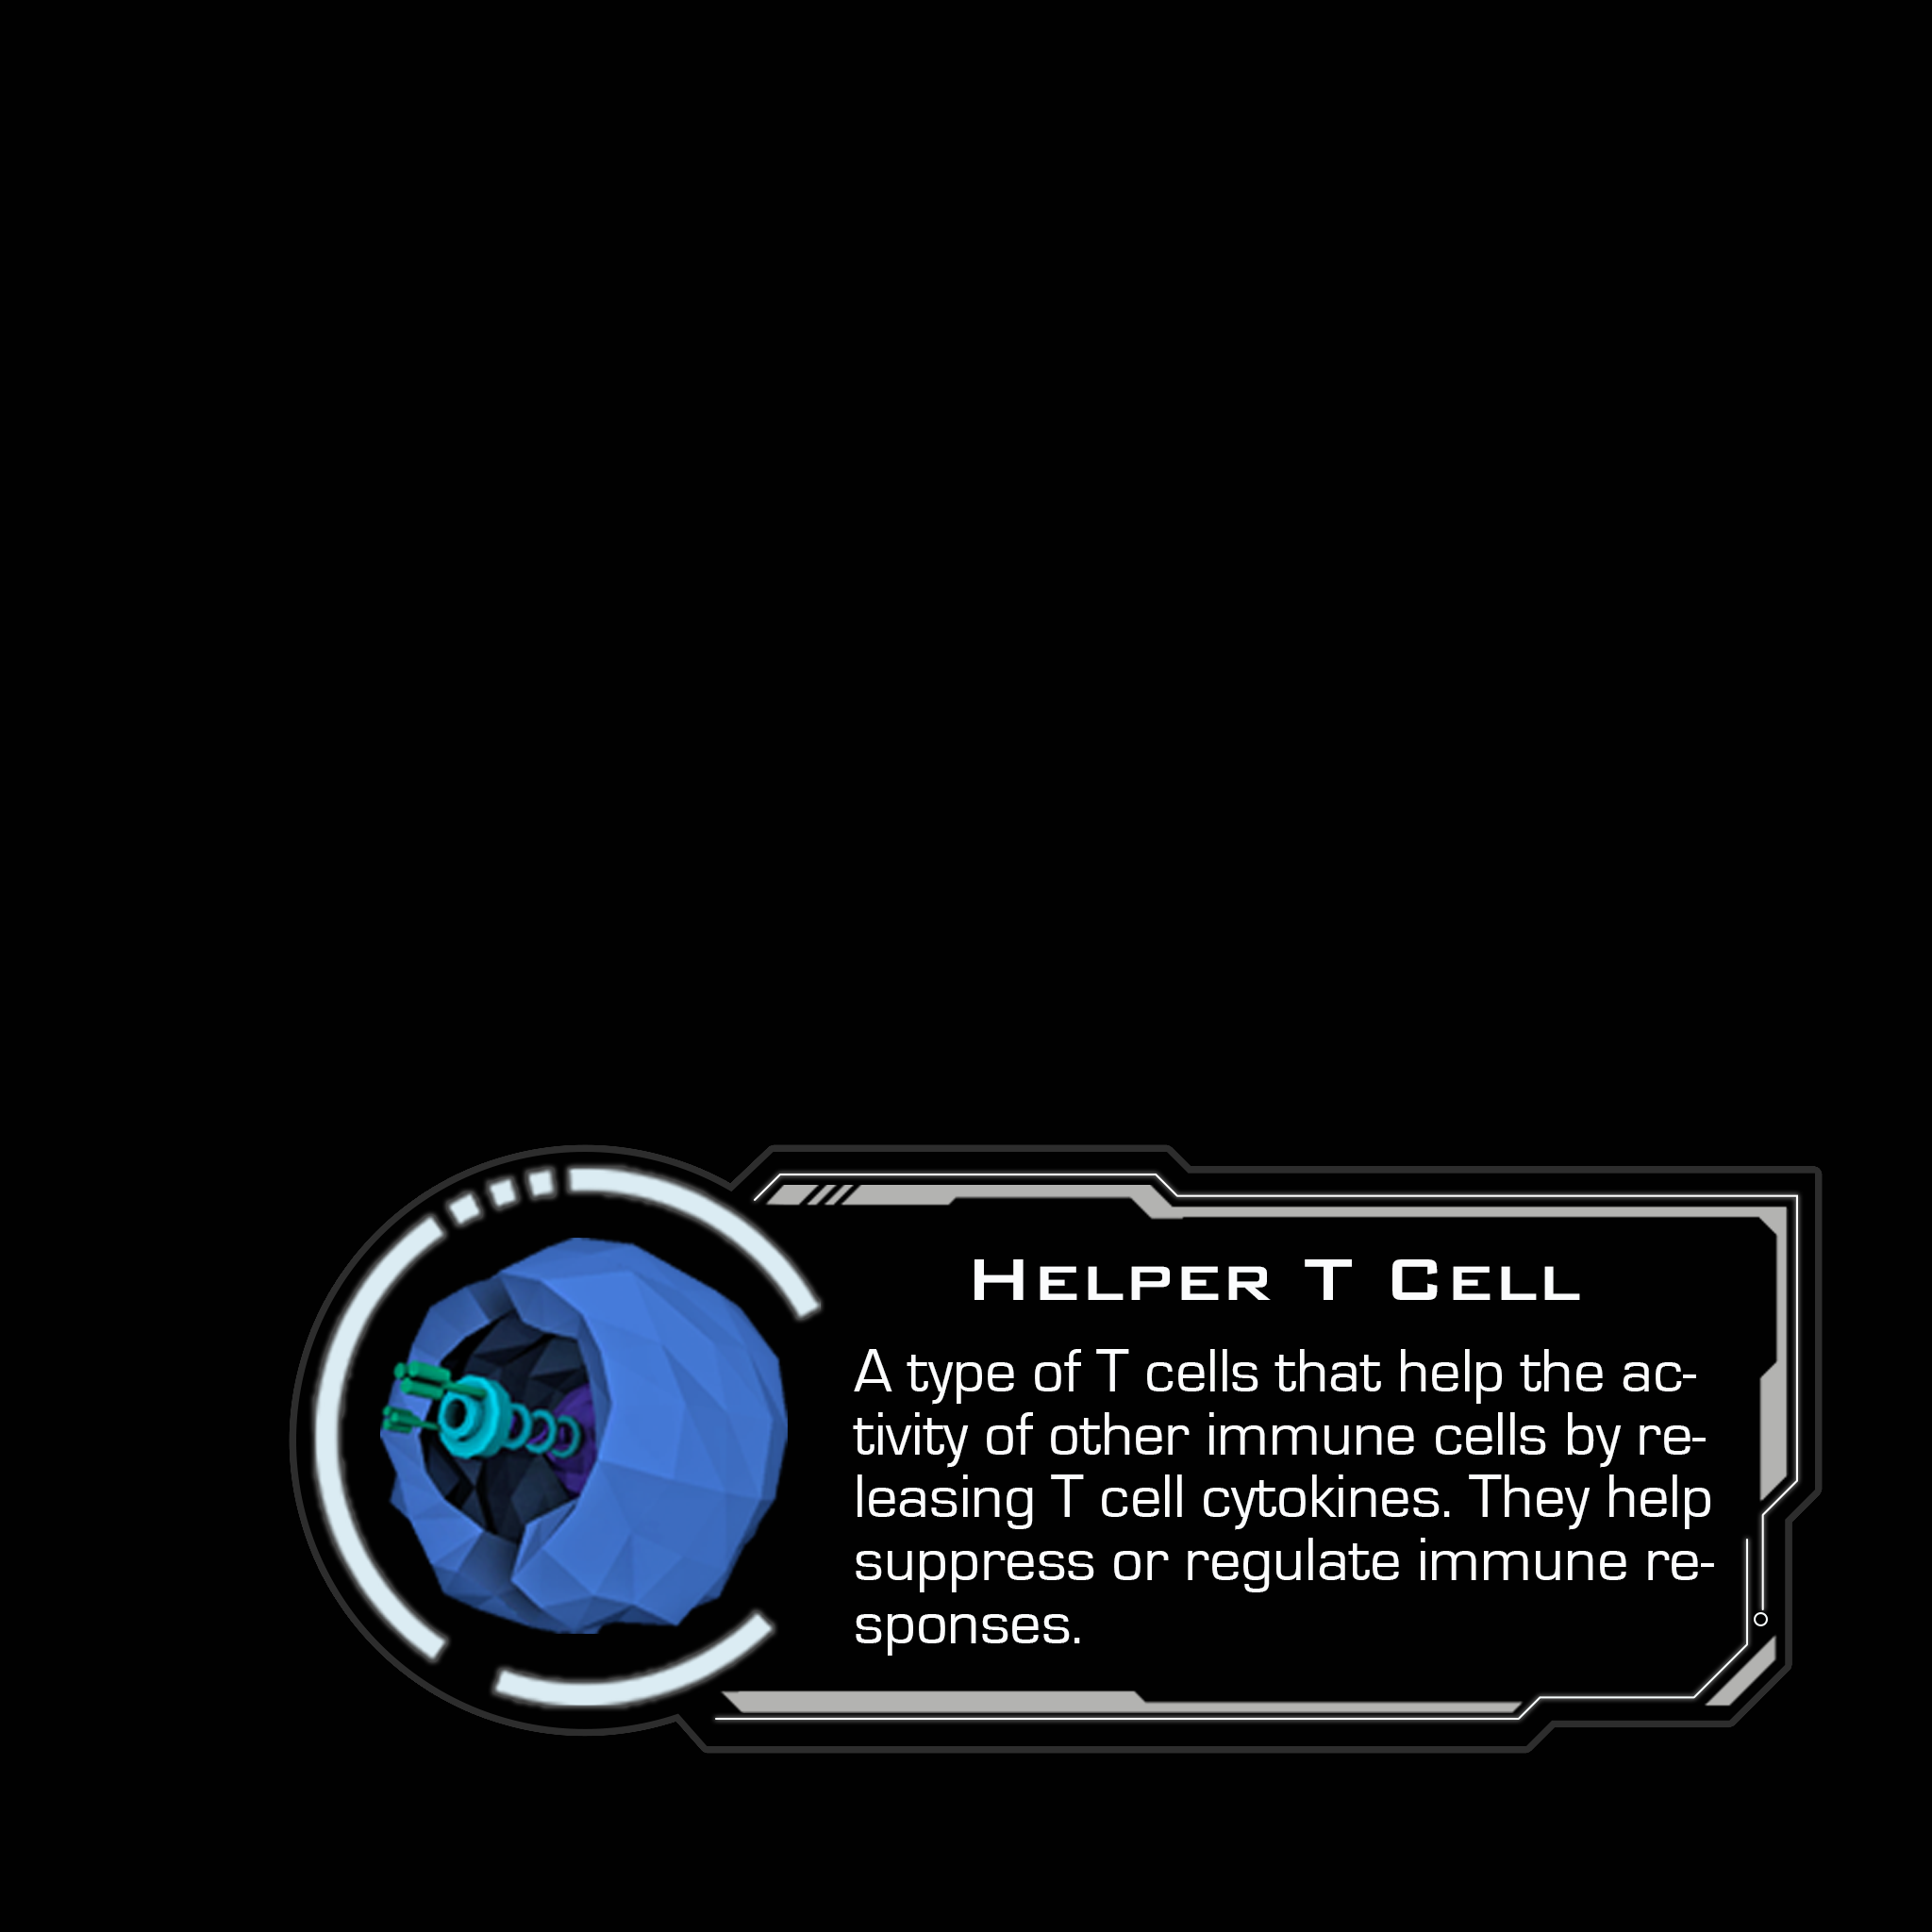 HELPER T CELL
A type of T cells that help the ac-
tivity of other immune cells by re-
leasing T cell cytokines. They help
suppress or regulate immune re-
sponses.